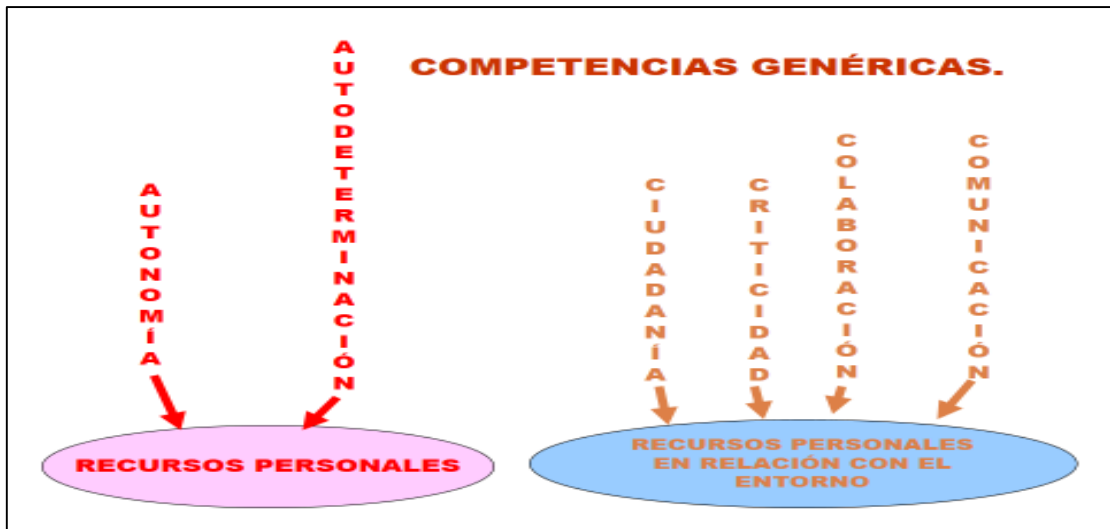 COMPETENCIAS GENÉRICAS.
AUTONOMÍA
AUTODETERMINACIÓN
CIUDADANÍA
CRITICIDAD
COLABORACIÓN
COMUNICACIÓN
RECURSOS PERSONALES
RECURSOS PERSONALES
EN RELACIÓN CON EL
ENTORNO